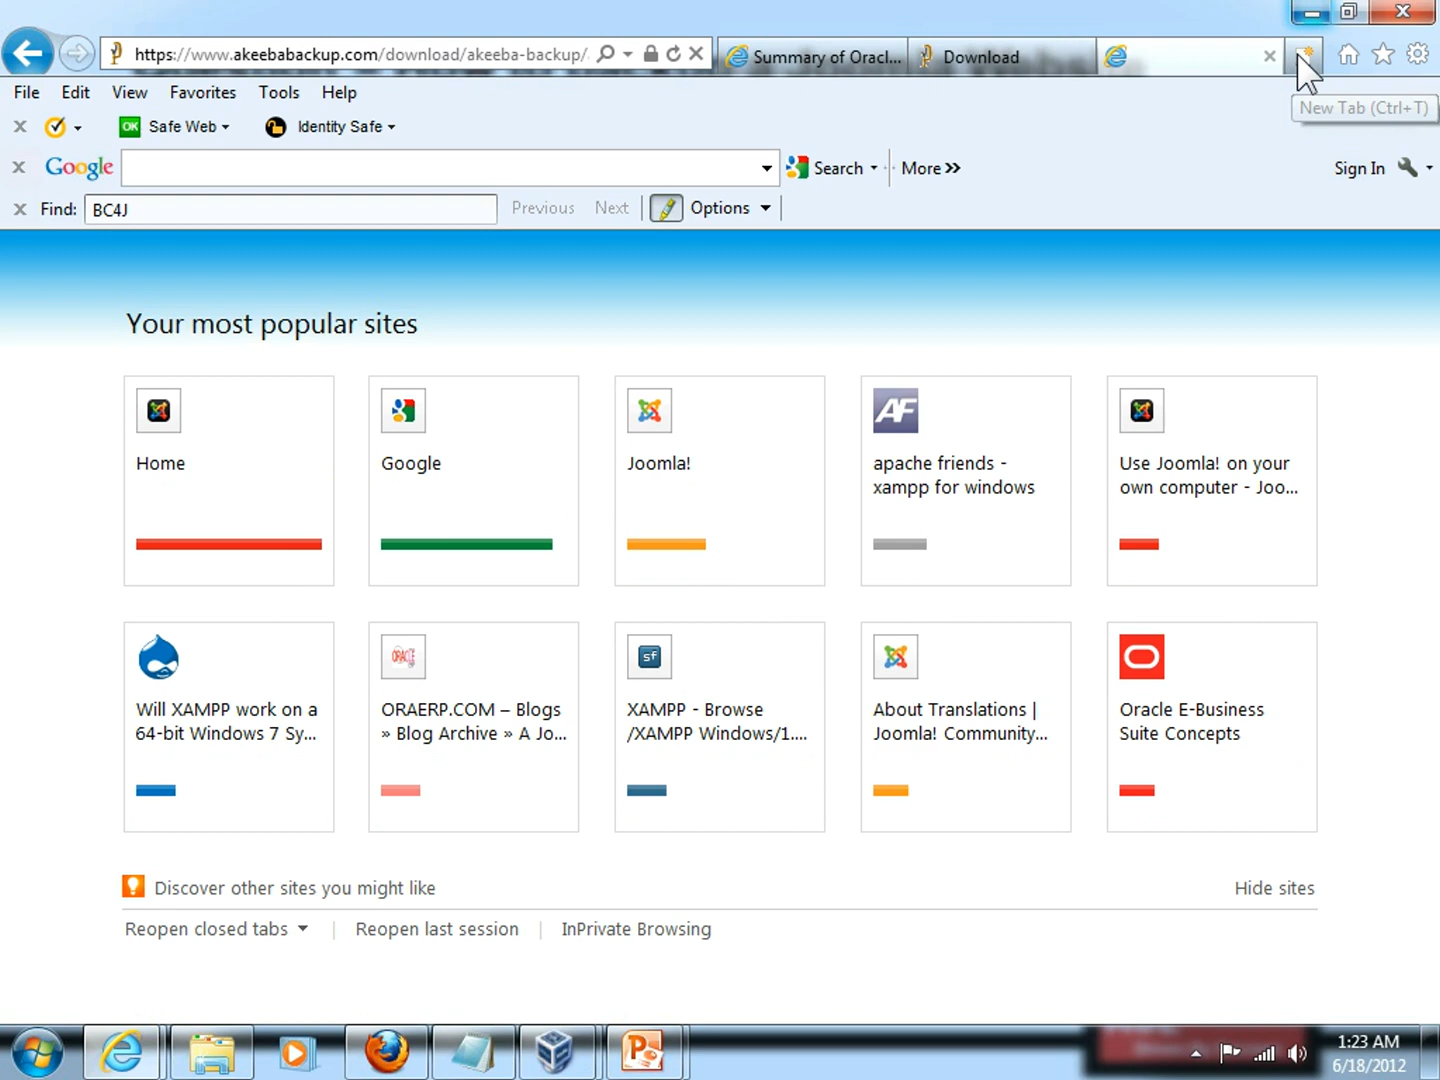 https://www.akeebabackup.com/download/akeeba-backup/.
Summary of Oracl...
Download
New Tab (Ctrl+T)
File Edit View Favorites Tools Help
OK Safe Web Identity Safe
Google Search More Sign In
Find: BC4J Previous Next Options
Your most popular sites
Home
Google
Joomla!
AF
apache friends -
xampp for windows
Use Joomla! on your
own computer - Joo...
Will XAMPP work on a
64-bit Windows 7 Sy...
ORACLE
ORAERP.COM – Blogs
» Blog Archive » A Jo...
sf
XAMPP - Browse
/XAMPP Windows/1....
About Translations |
Joomla! Community...
Oracle E-Business
Suite Concepts
Discover other sites you might like
Hide sites
Reopen closed tabs | Reopen last session | InPrivate Browsing
1:23 AM
6/18/2012